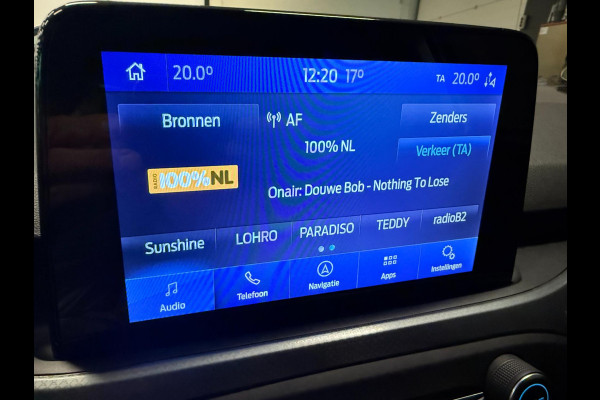 20.0° 12:20 17° TA 20.0°
Bronnen AF Zenders
100% NL
Verkeer (TA)
RADIO 100%NL
Onair: Douwe Bob - Nothing To Lose
Sunshine LOHRO PARADISO TEDDY radioB2
Audio Telefoon Navigatie Apps Instellingen